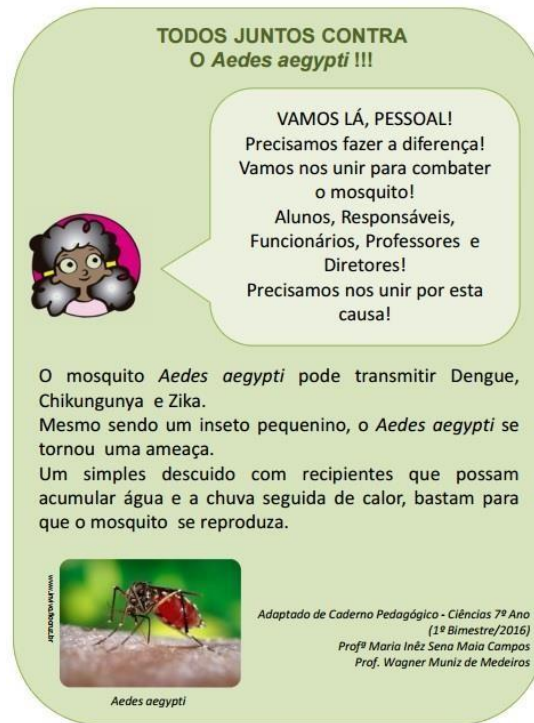 TODOS JUNTOS CONTRA
O Aedes aegypti !!!
VAMOS LÁ, PESSOAL!
Precisamos fazer a diferença!
Vamos nos unir para combater
o mosquito!
Alunos, Responsáveis,
Funcionários, Professores e
Diretores!
Precisamos nos unir por esta
causa!
O mosquito Aedes aegypti pode transmitir Dengue,
Chikungunya e Zika.
Mesmo sendo um inseto pequenino, o Aedes aegypti se
tornou uma ameaça.
Um simples descuido com recipientes que possam
acumular água e a chuva seguida de calor, bastam para
que o mosquito se reproduza.
Adaptado de Caderno Pedagógico - Ciências 7º Ano
(1º Bimestre/2016)
Profª Maria Inêz Sena Maia Campos
Prof. Wagner Muniz de Medeiros
Aedes aegypti